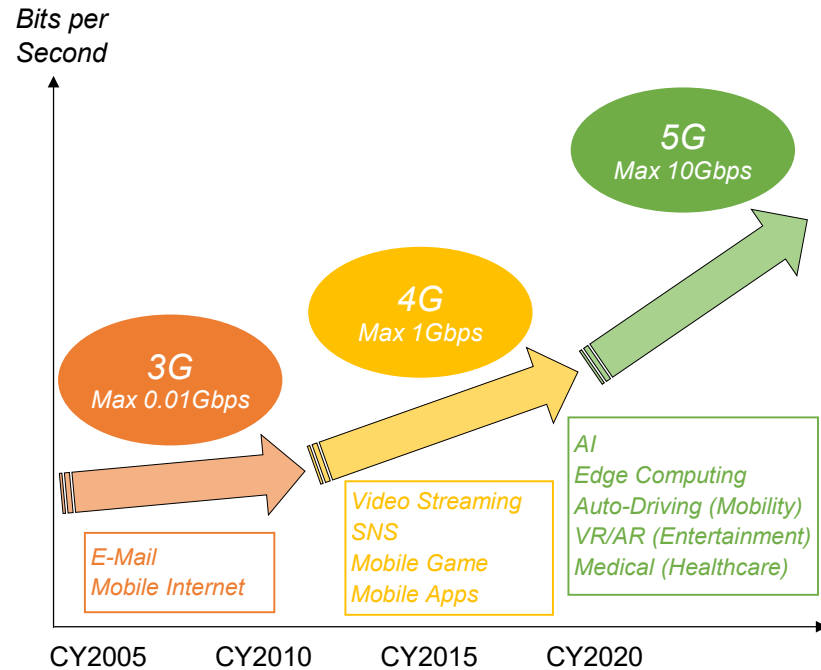 Bits per
Second
5G
Max 10Gbps
4G
Max 1Gbps
3G
Max 0.01Gbps
E-Mail
Mobile Internet
Video Streaming
SNS
Mobile Game
Mobile Apps
AI
Edge Computing
Auto-Driving (Mobility)
VR/AR (Entertainment)
Medical (Healthcare)
CY2005
CY2010
CY2015
CY2020